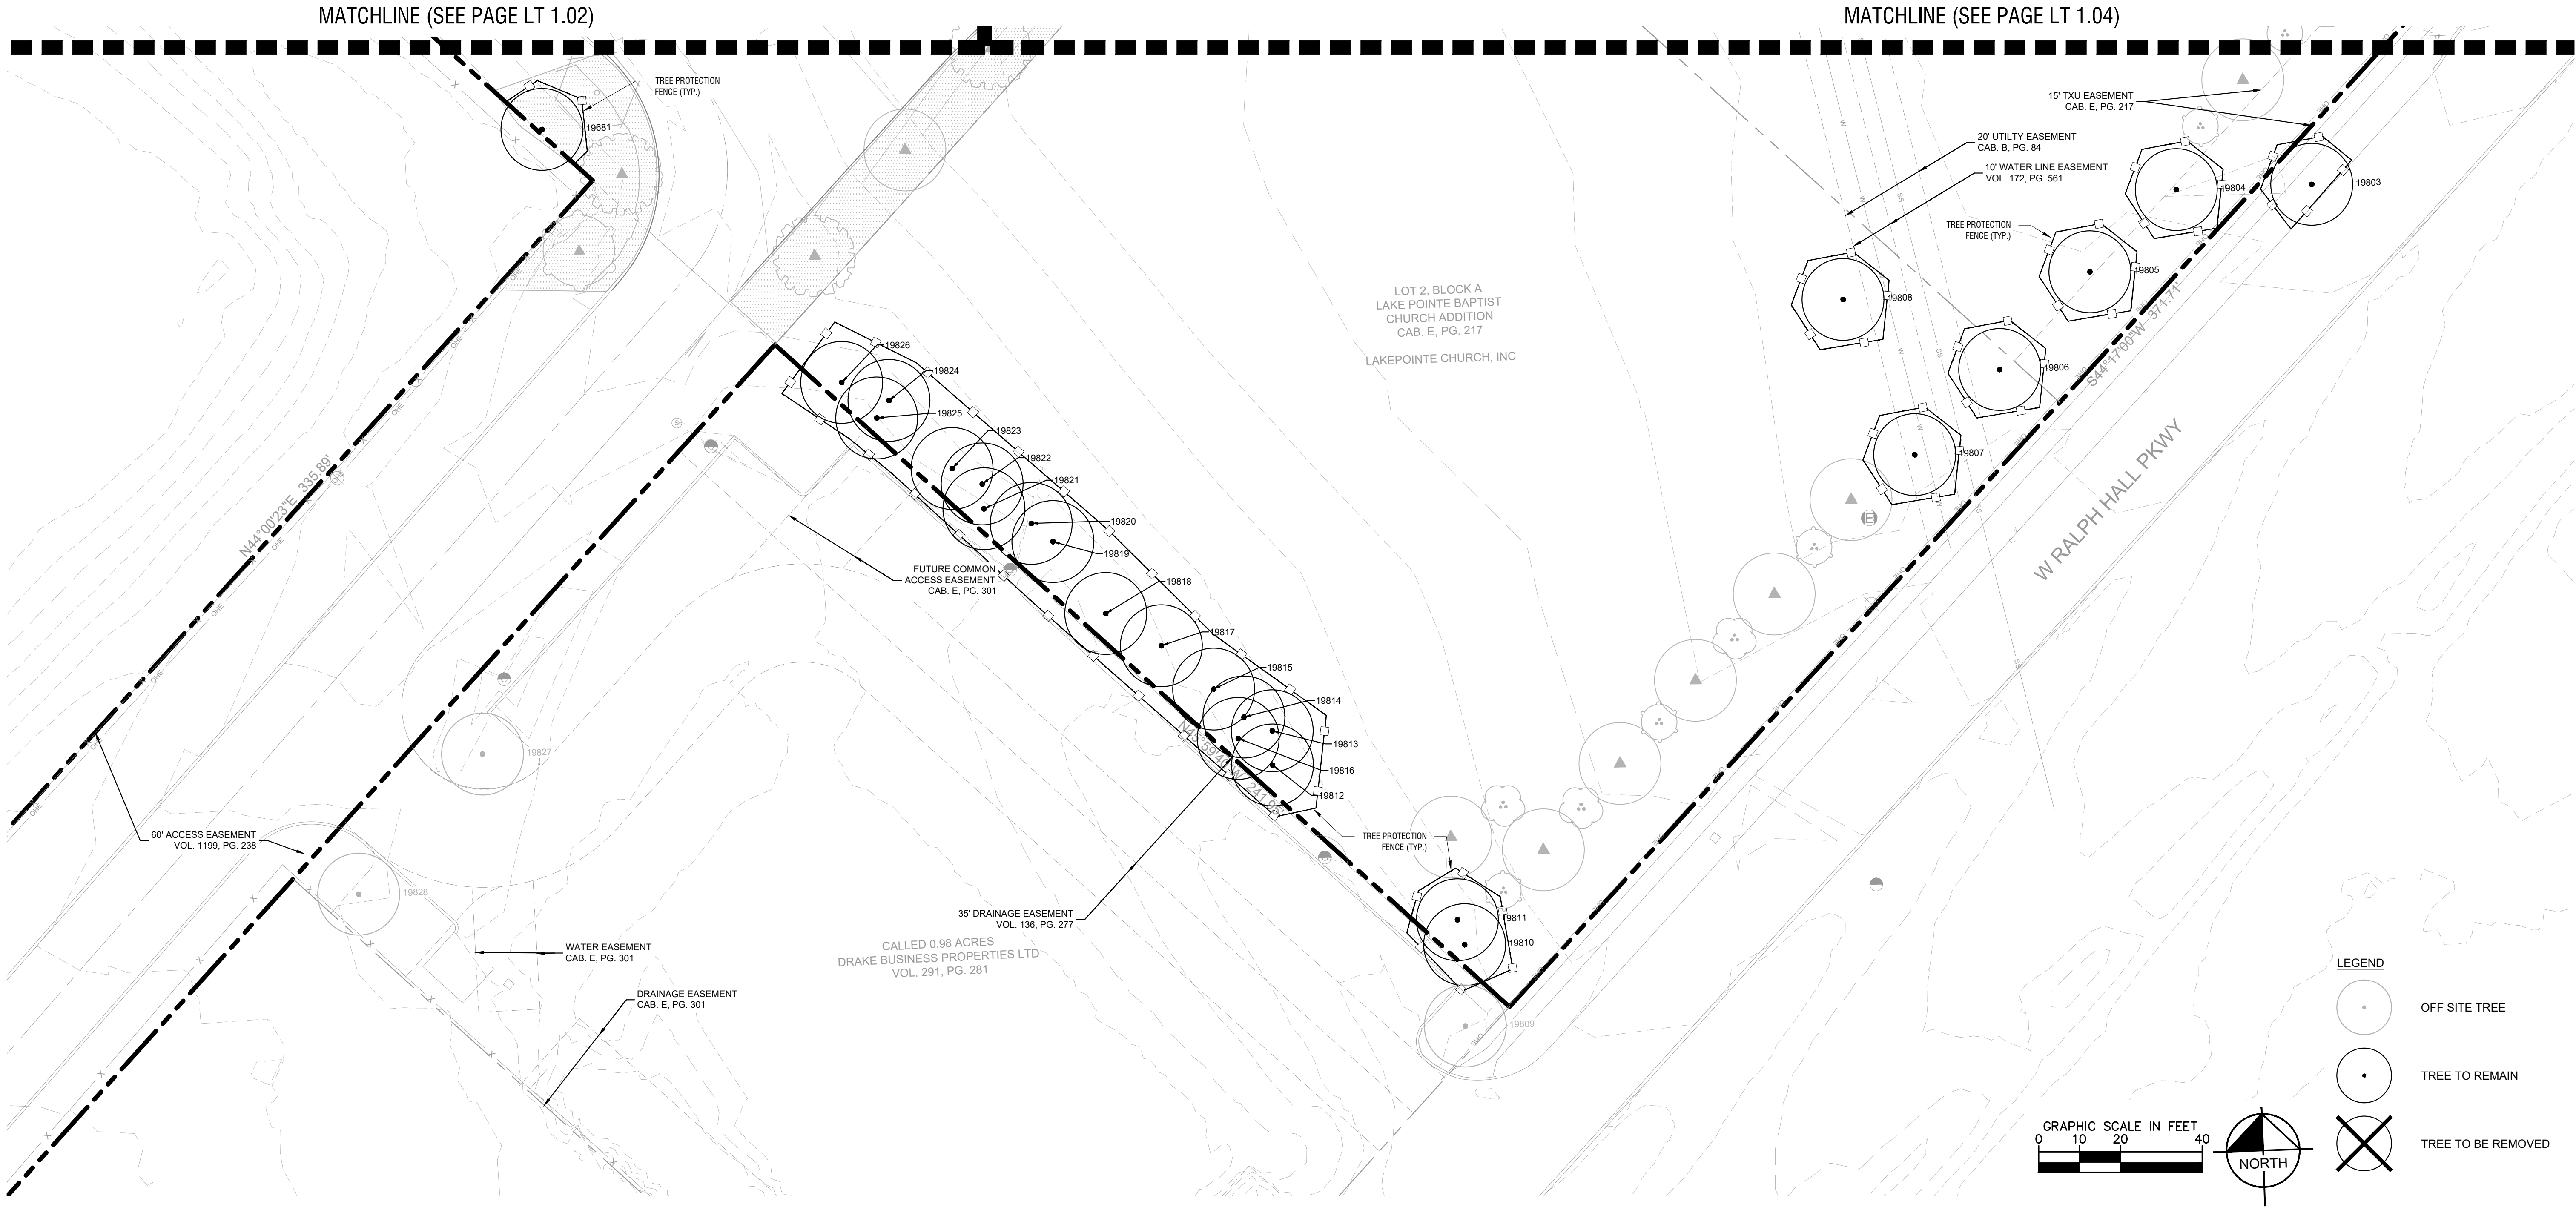 MATCHLINE (SEE PAGE LT 1.02)
MATCHLINE (SEE PAGE LT 1.04)
TREE PROTECTION
FENCE (TYP.)
19681
15' TXU EASEMENT
CAB. E, PG. 217
20' UTILTY EASEMENT
CAB. B, PG. 84
10' WATER LINE EASEMENT
VOL. 172, PG. 561
TREE PROTECTION
FENCE (TYP.)
19803
19804
19805
19806
19807
19808
S44°17'00"W 371.71'
W RALPH HALL PKWY
LOT 2, BLOCK A
LAKE POINTE BAPTIST
CHURCH ADDITION
CAB. E, PG. 217
LAKEPOINTE CHURCH, INC
19826
19824
19825
19823
19822
19821
19820
19819
19818
19817
19815
19814
19813
19816
19812
FUTURE COMMON
ACCESS EASEMENT
CAB. E, PG. 301
N44°00'23"E 335.89'
OHE
W
SS
X
S
E
19827
19828
60' ACCESS EASEMENT
VOL. 1199, PG. 238
TREE PROTECTION
FENCE (TYP.)
19811
19810
19809
35' DRAINAGE EASEMENT
VOL. 136, PG. 277
CALLED 0.98 ACRES
DRAKE BUSINESS PROPERTIES LTD
VOL. 291, PG. 281
WATER EASEMENT
CAB. E, PG. 301
DRAINAGE EASEMENT
CAB. E, PG. 301
LEGEND
OFF SITE TREE
TREE TO REMAIN
TREE TO BE REMOVED
GRAPHIC SCALE IN FEET
0 10 20 40
NORTH